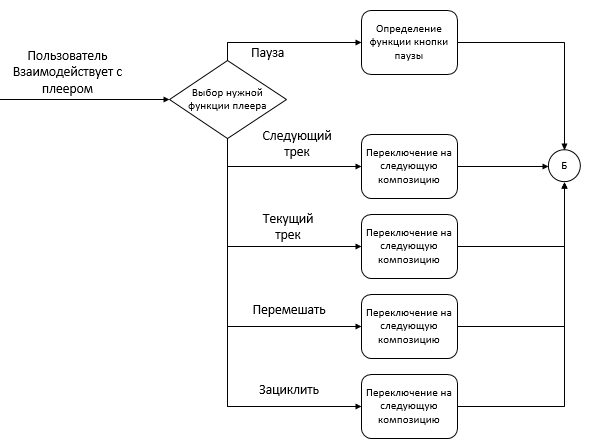 Пользователь
Взаимодействует с
плеером
Выбор нужной
функции плеера
Пауза
Определение
функции кнопки
паузы
Следующий
трек
Переключение на
следующую
композицию
Б
Текущий
трек
Переключение на
следующую
композицию
Перемешать
Переключение на
следующую
композицию
Зациклить
Переключение на
следующую
композицию